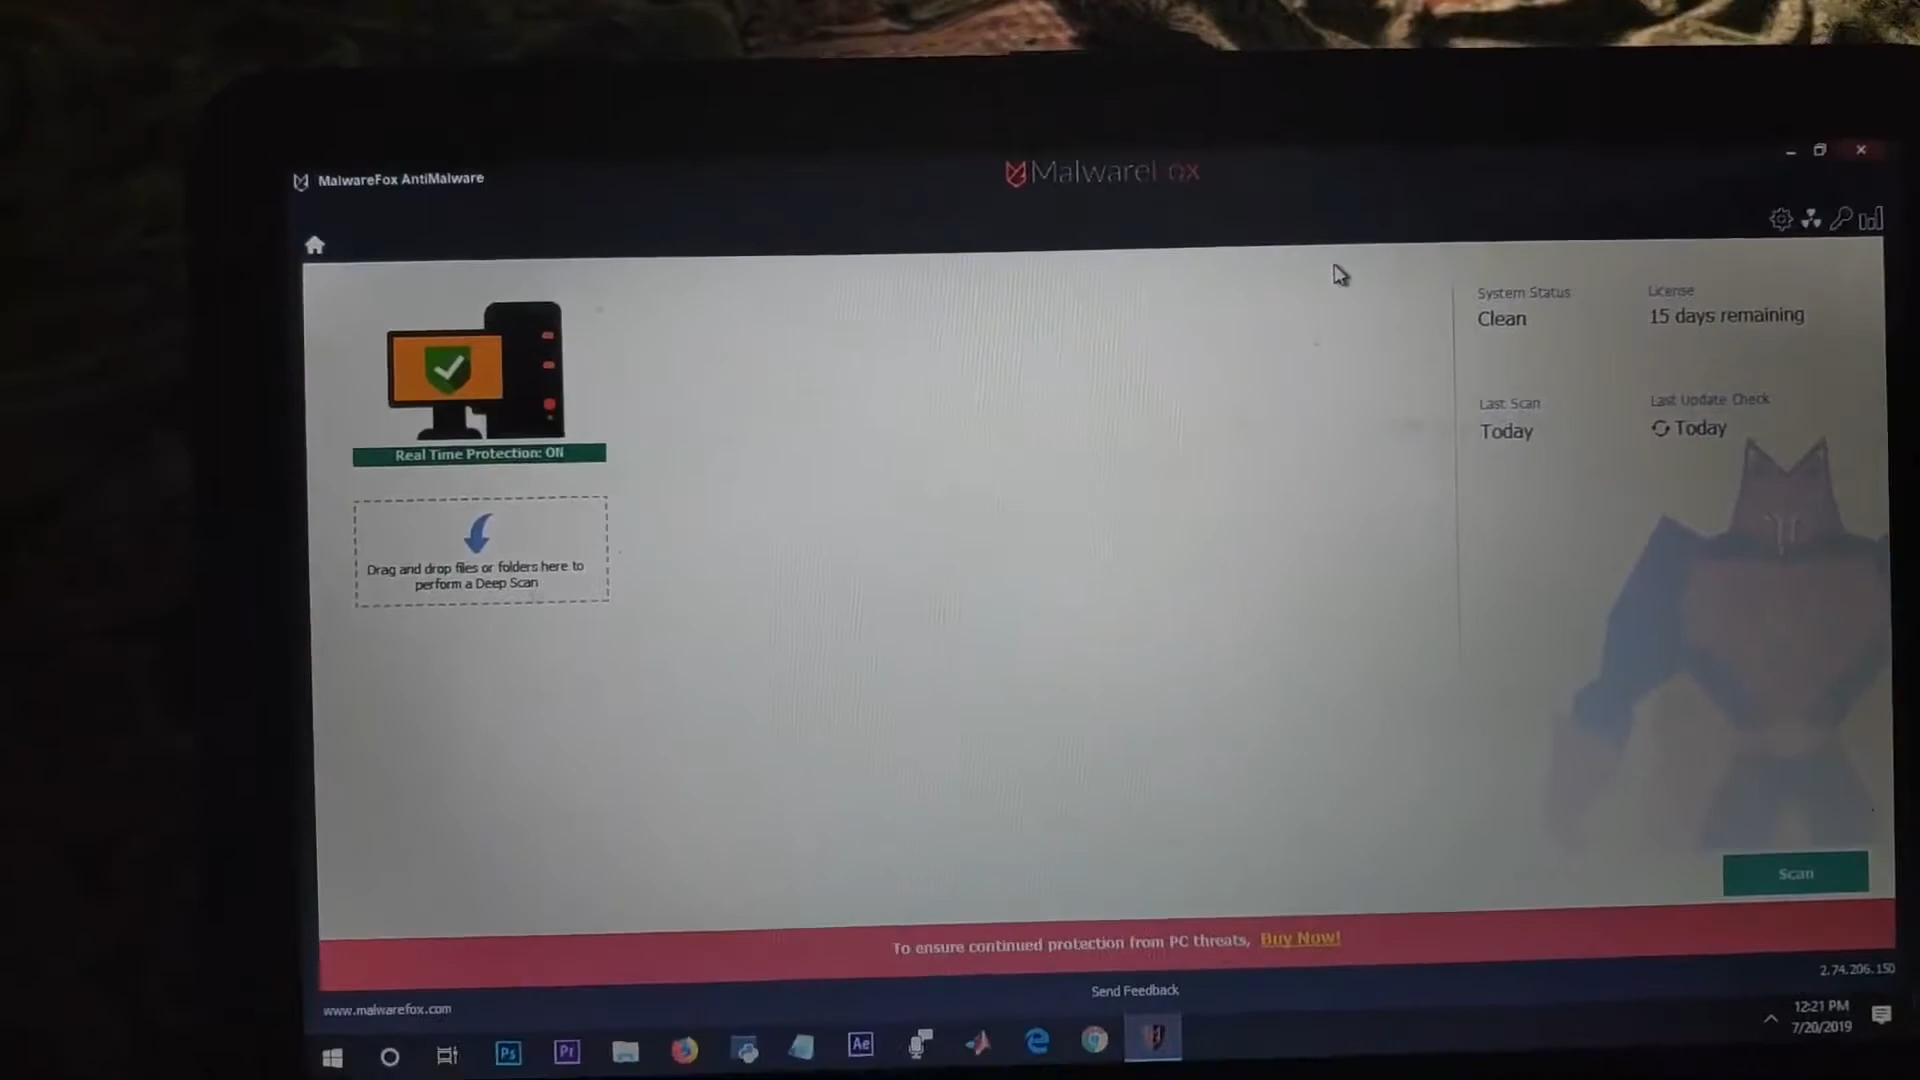 MalwareFox AntiMalware
MalwareFox
System Status
License
Clean
15 days remaining
Last Scan
Last Update Check
Today
Today
Real Time Protection: ON
Drag and drop files or folders here to
perform a Deep Scan
Scan
To ensure continued protection from PC threats, Buy Now!
2.74.206.150
Send Feedback
www.malwarefox.com
12:21 PM
7/20/2019
Ps
Pr
Ae